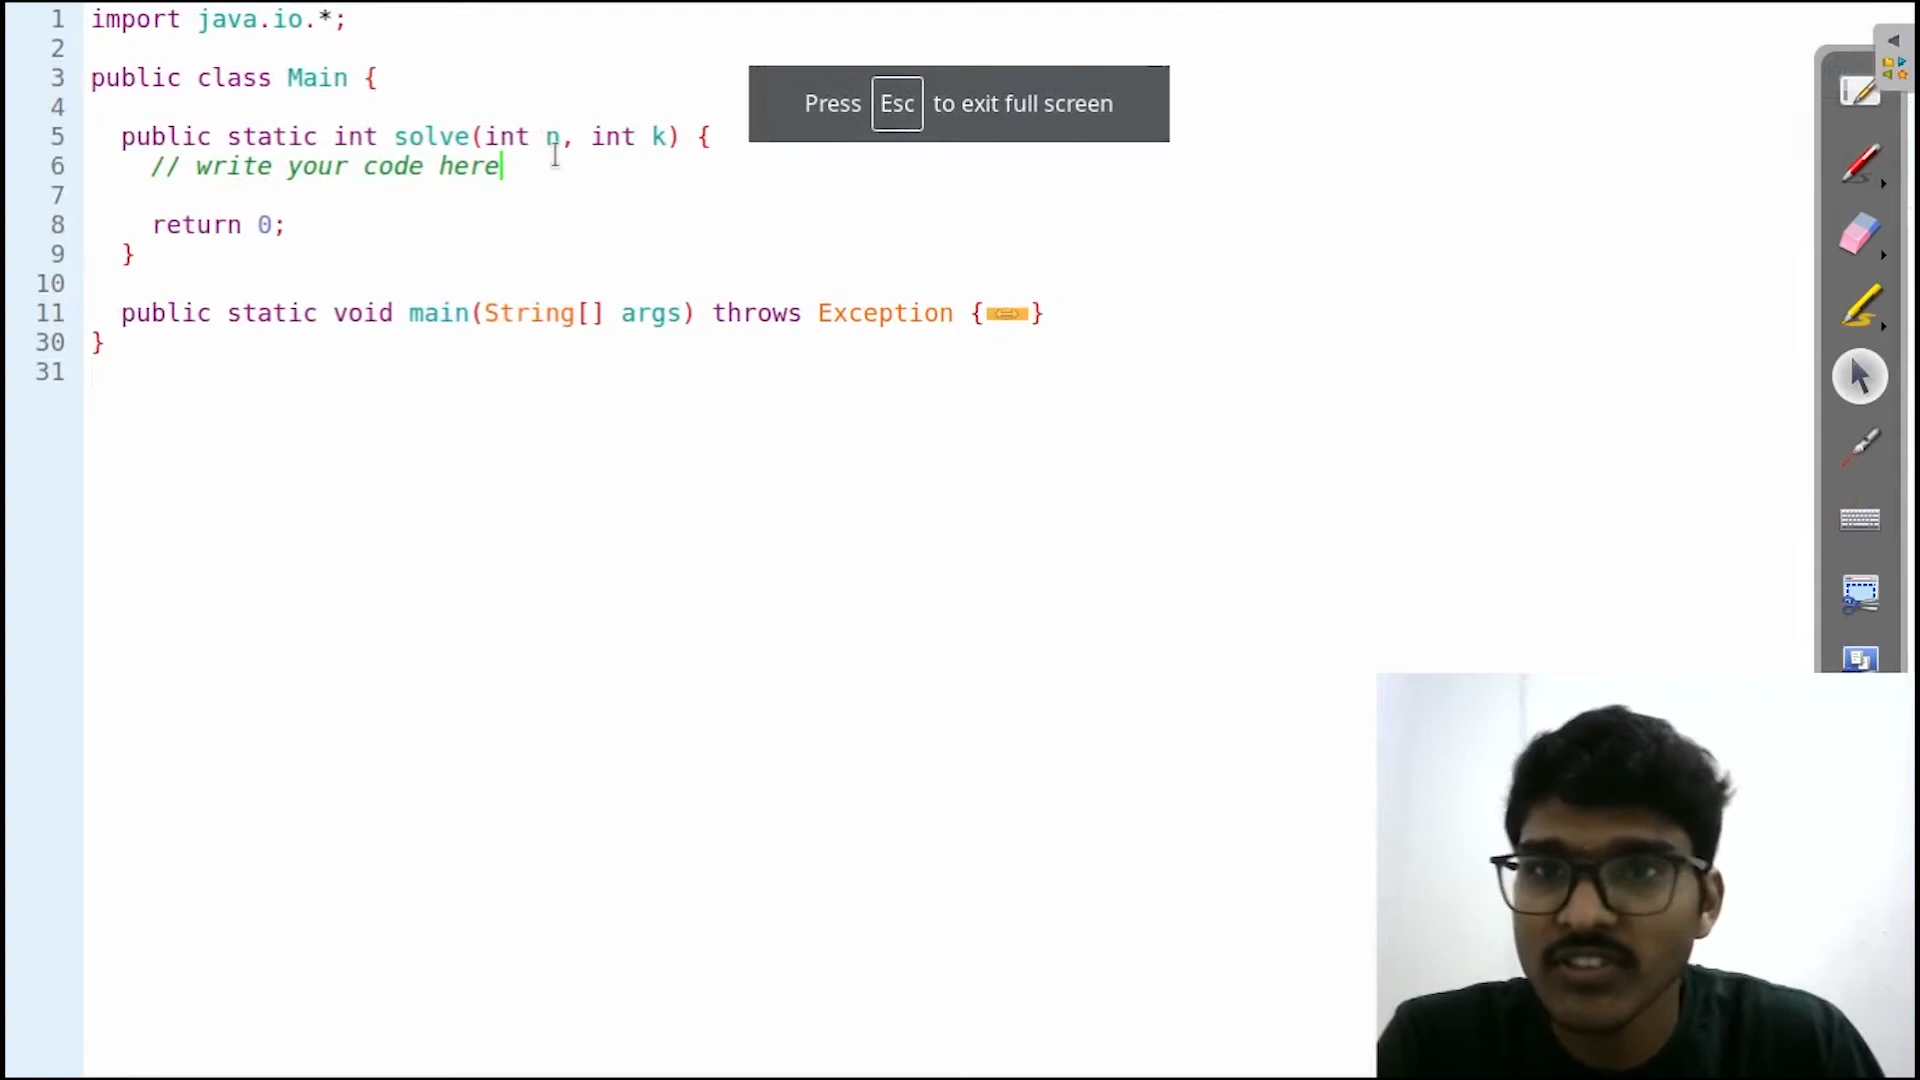 1 import java.io.*;
2
3 public class Main {
4
Press Esc to exit full screen
5 public static int solve(int n, int k) {
6 // write your code here
7
8 return 0;
9 }
10
11 public static void main(String[] args) throws Exception {}
30 }
31